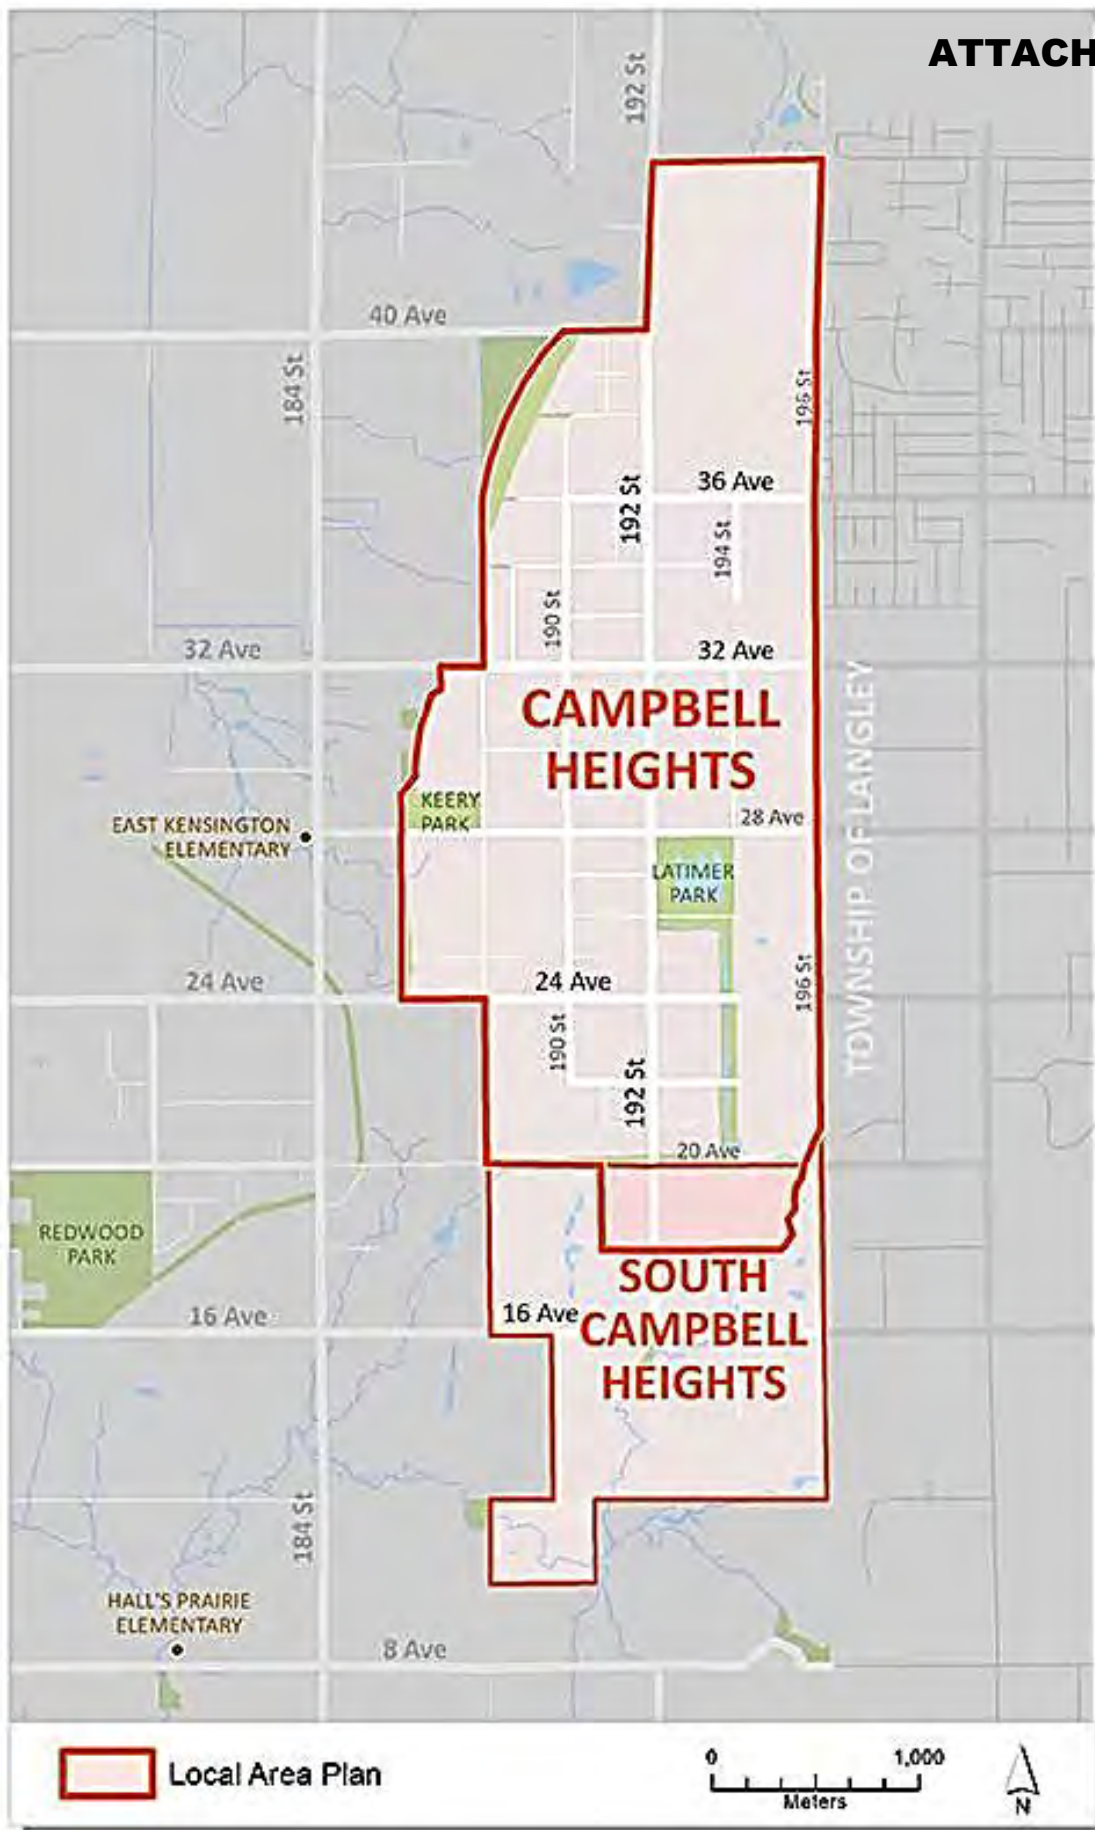 ATTACH
192 St
40 Ave
184 St
196 St
36 Ave
192 St
194 St
190 St
32 Ave
32 Ave
CAMPBELL
HEIGHTS
TOWNSHIP OF LANGLEY
KEERY
PARK
28 Ave
EAST KENSINGTON
ELEMENTARY
LATIMER
PARK
24 Ave
24 Ave
196 St
190 St
192 St
20 Ave
REDWOOD
PARK
SOUTH
CAMPBELL
HEIGHTS
16 Ave
16 Ave
184 St
HALL'S PRAIRIE
ELEMENTARY
8 Ave
Local Area Plan
0 1,000
Meters
N